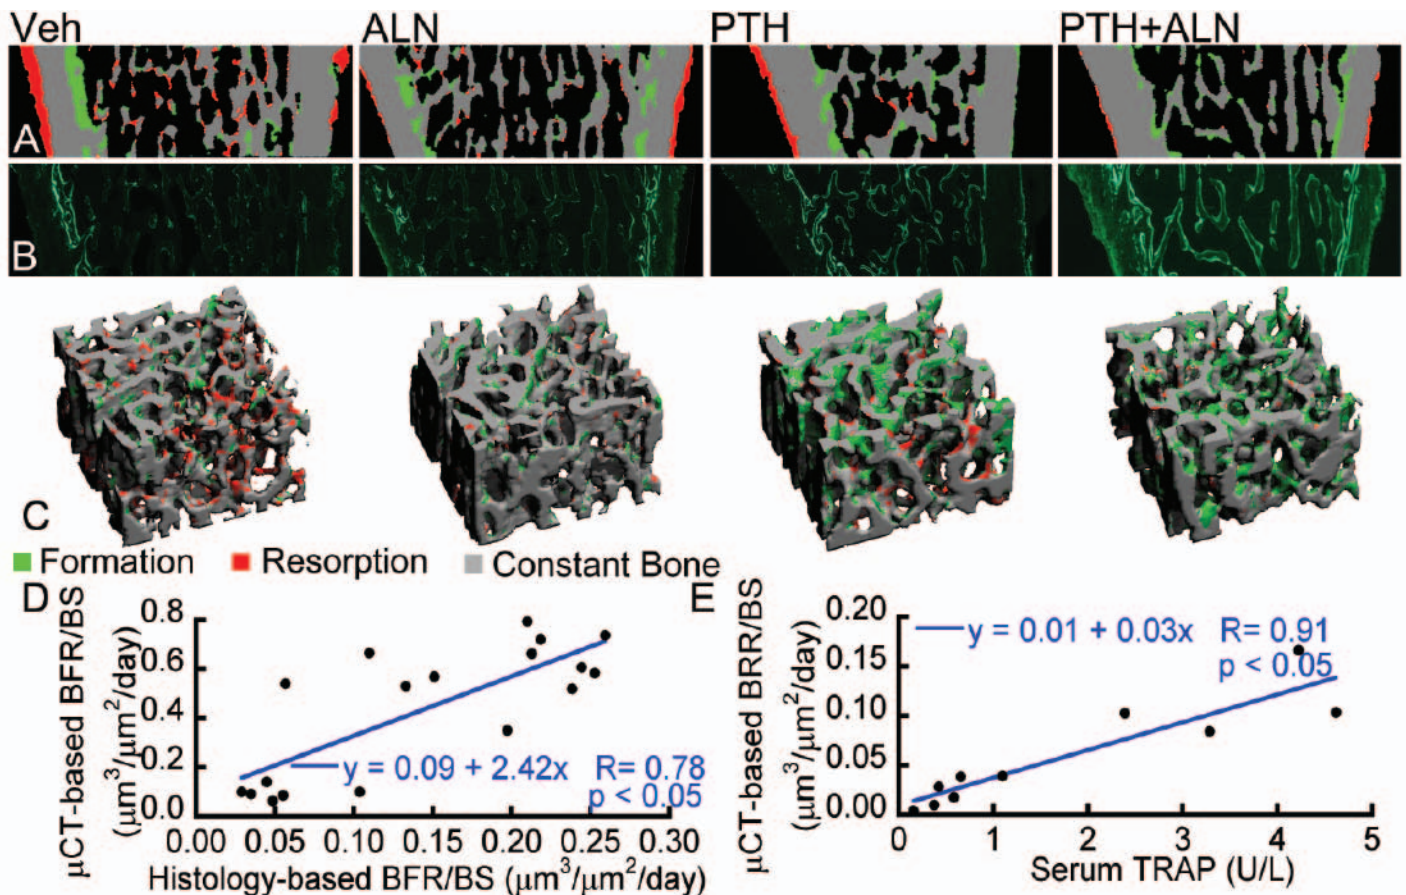 Veh ALN PTH PTH+ALN
A
B
C
Formation Resorption Constant Bone
D
μCT-based BFR/BS
(μm³/μm²/day)
0.8
0.6
0.4
0.2
0.0
y = 0.09 + 2.42x R= 0.78
p < 0.05
0.00 0.05 0.10 0.15 0.20 0.25 0.30
Histology-based BFR/BS (μm³/μm²/day)
E
μCT-based BRR/BS
(μm³/μm²/day)
0.20
0.15
0.10
0.05
0.00
y = 0.01 + 0.03x R= 0.91
p < 0.05
0 1 2 3 4 5
Serum TRAP (U/L)